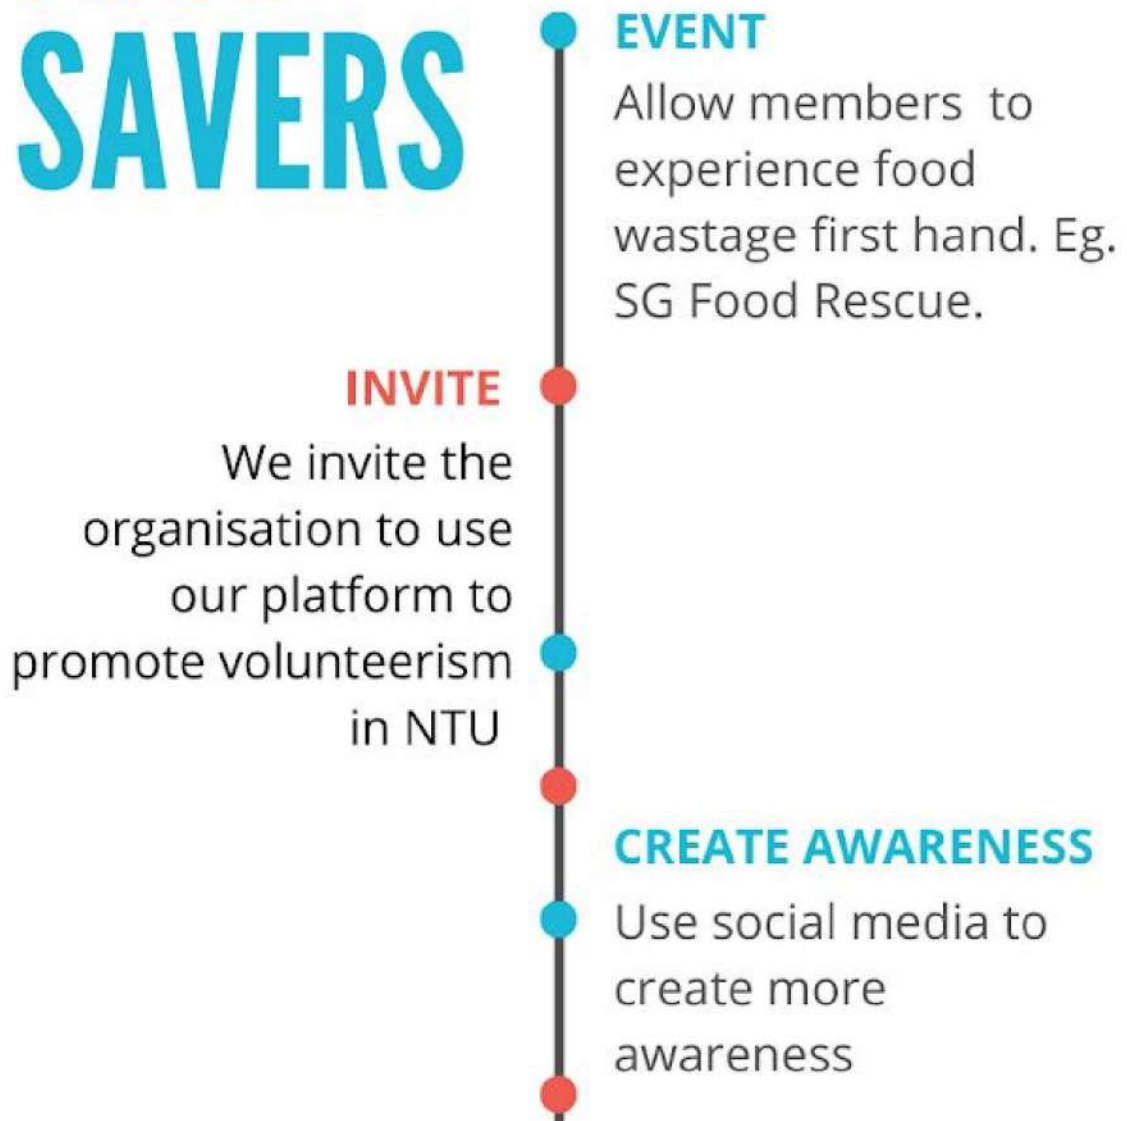 SAVERS
EVENT
Allow members to
experience food
wastage first hand. Eg.
SG Food Rescue.
INVITE
We invite the
organisation to use
our platform to
promote volunteerism
in NTU
CREATE AWARENESS
Use social media to
create more
awareness